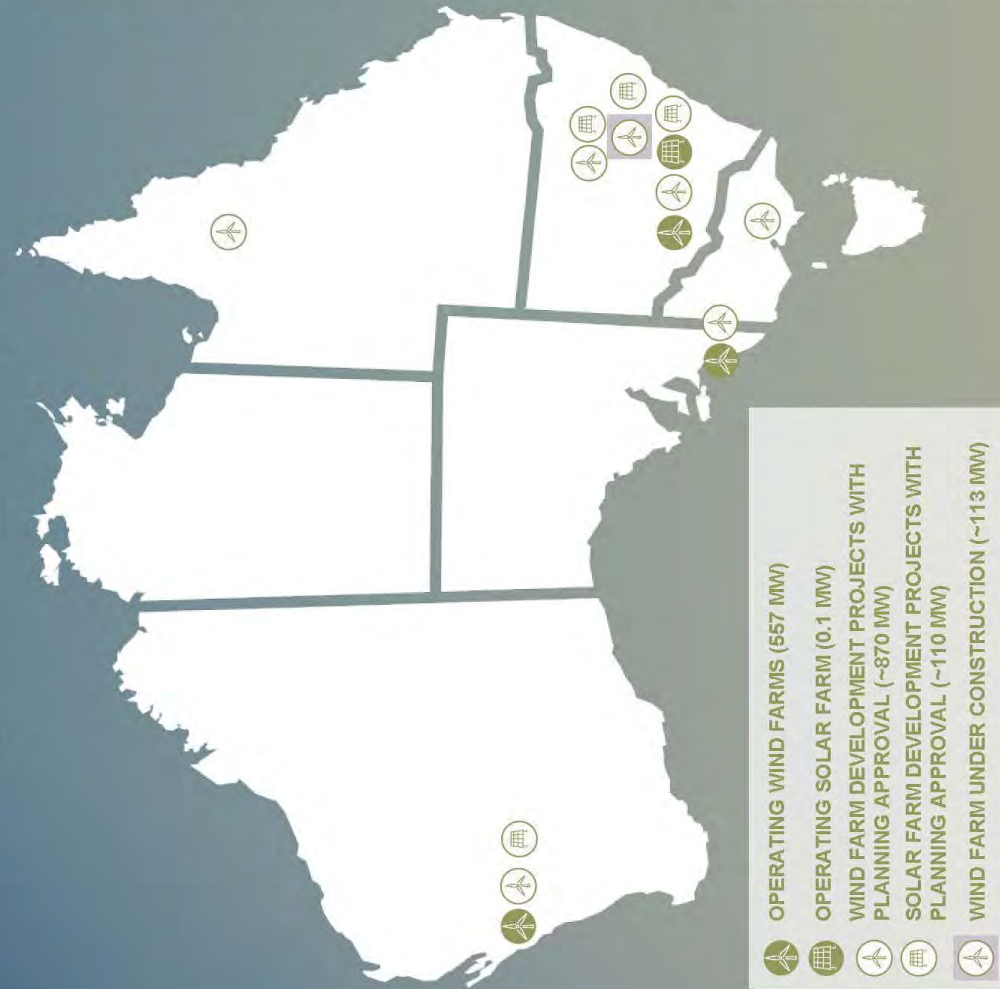 OPERATING WIND FARMS (557 MW)
OPERATING SOLAR FARM (0.1 MW)
WIND FARM DEVELOPMENT PROJECTS WITH
PLANNING APPROVAL (~870 MW)
SOLAR FARM DEVELOPMENT PROJECTS WITH
PLANNING APPROVAL (~110 MW)
WIND FARM UNDER CONSTRUCTION (~113 MW)